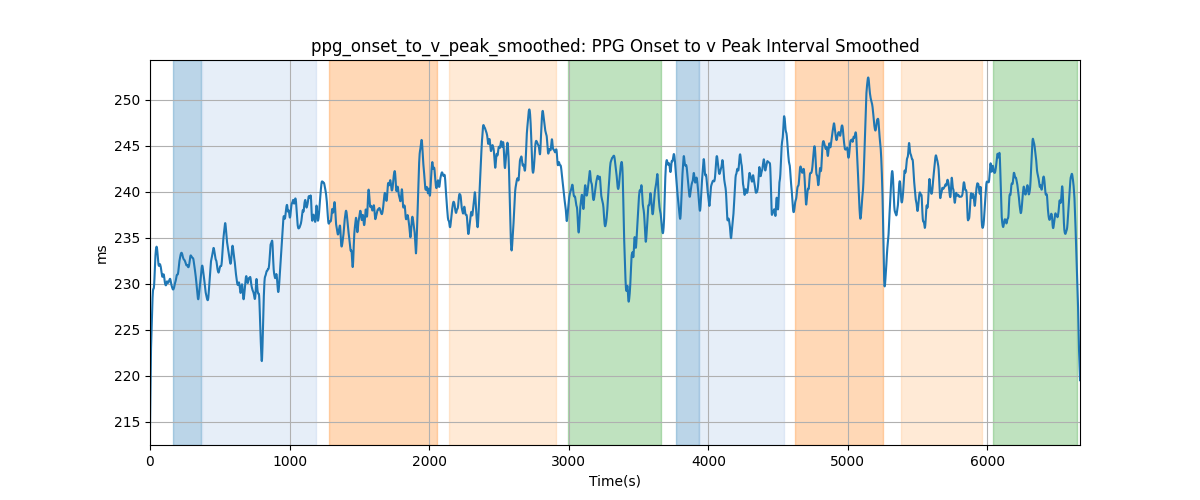 ppg_onset_to_v_peak_smoothed: PPG Onset to v Peak Interval Smoothed
250
245
240
235
230
225
220
215
ms
0 1000 2000 3000 4000 5000 6000
Time(s)